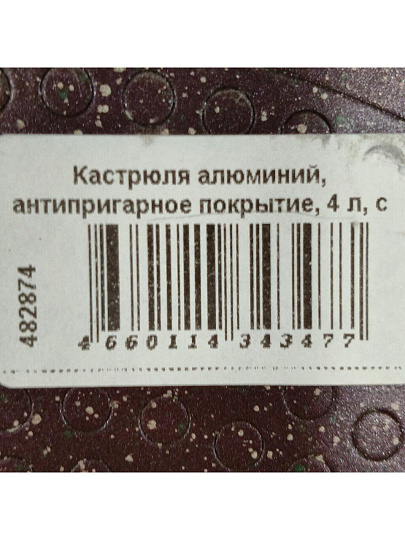 Кастрюля алюминий,
антипригарное покрытие, 4 л, с
482874
4 660114 343477